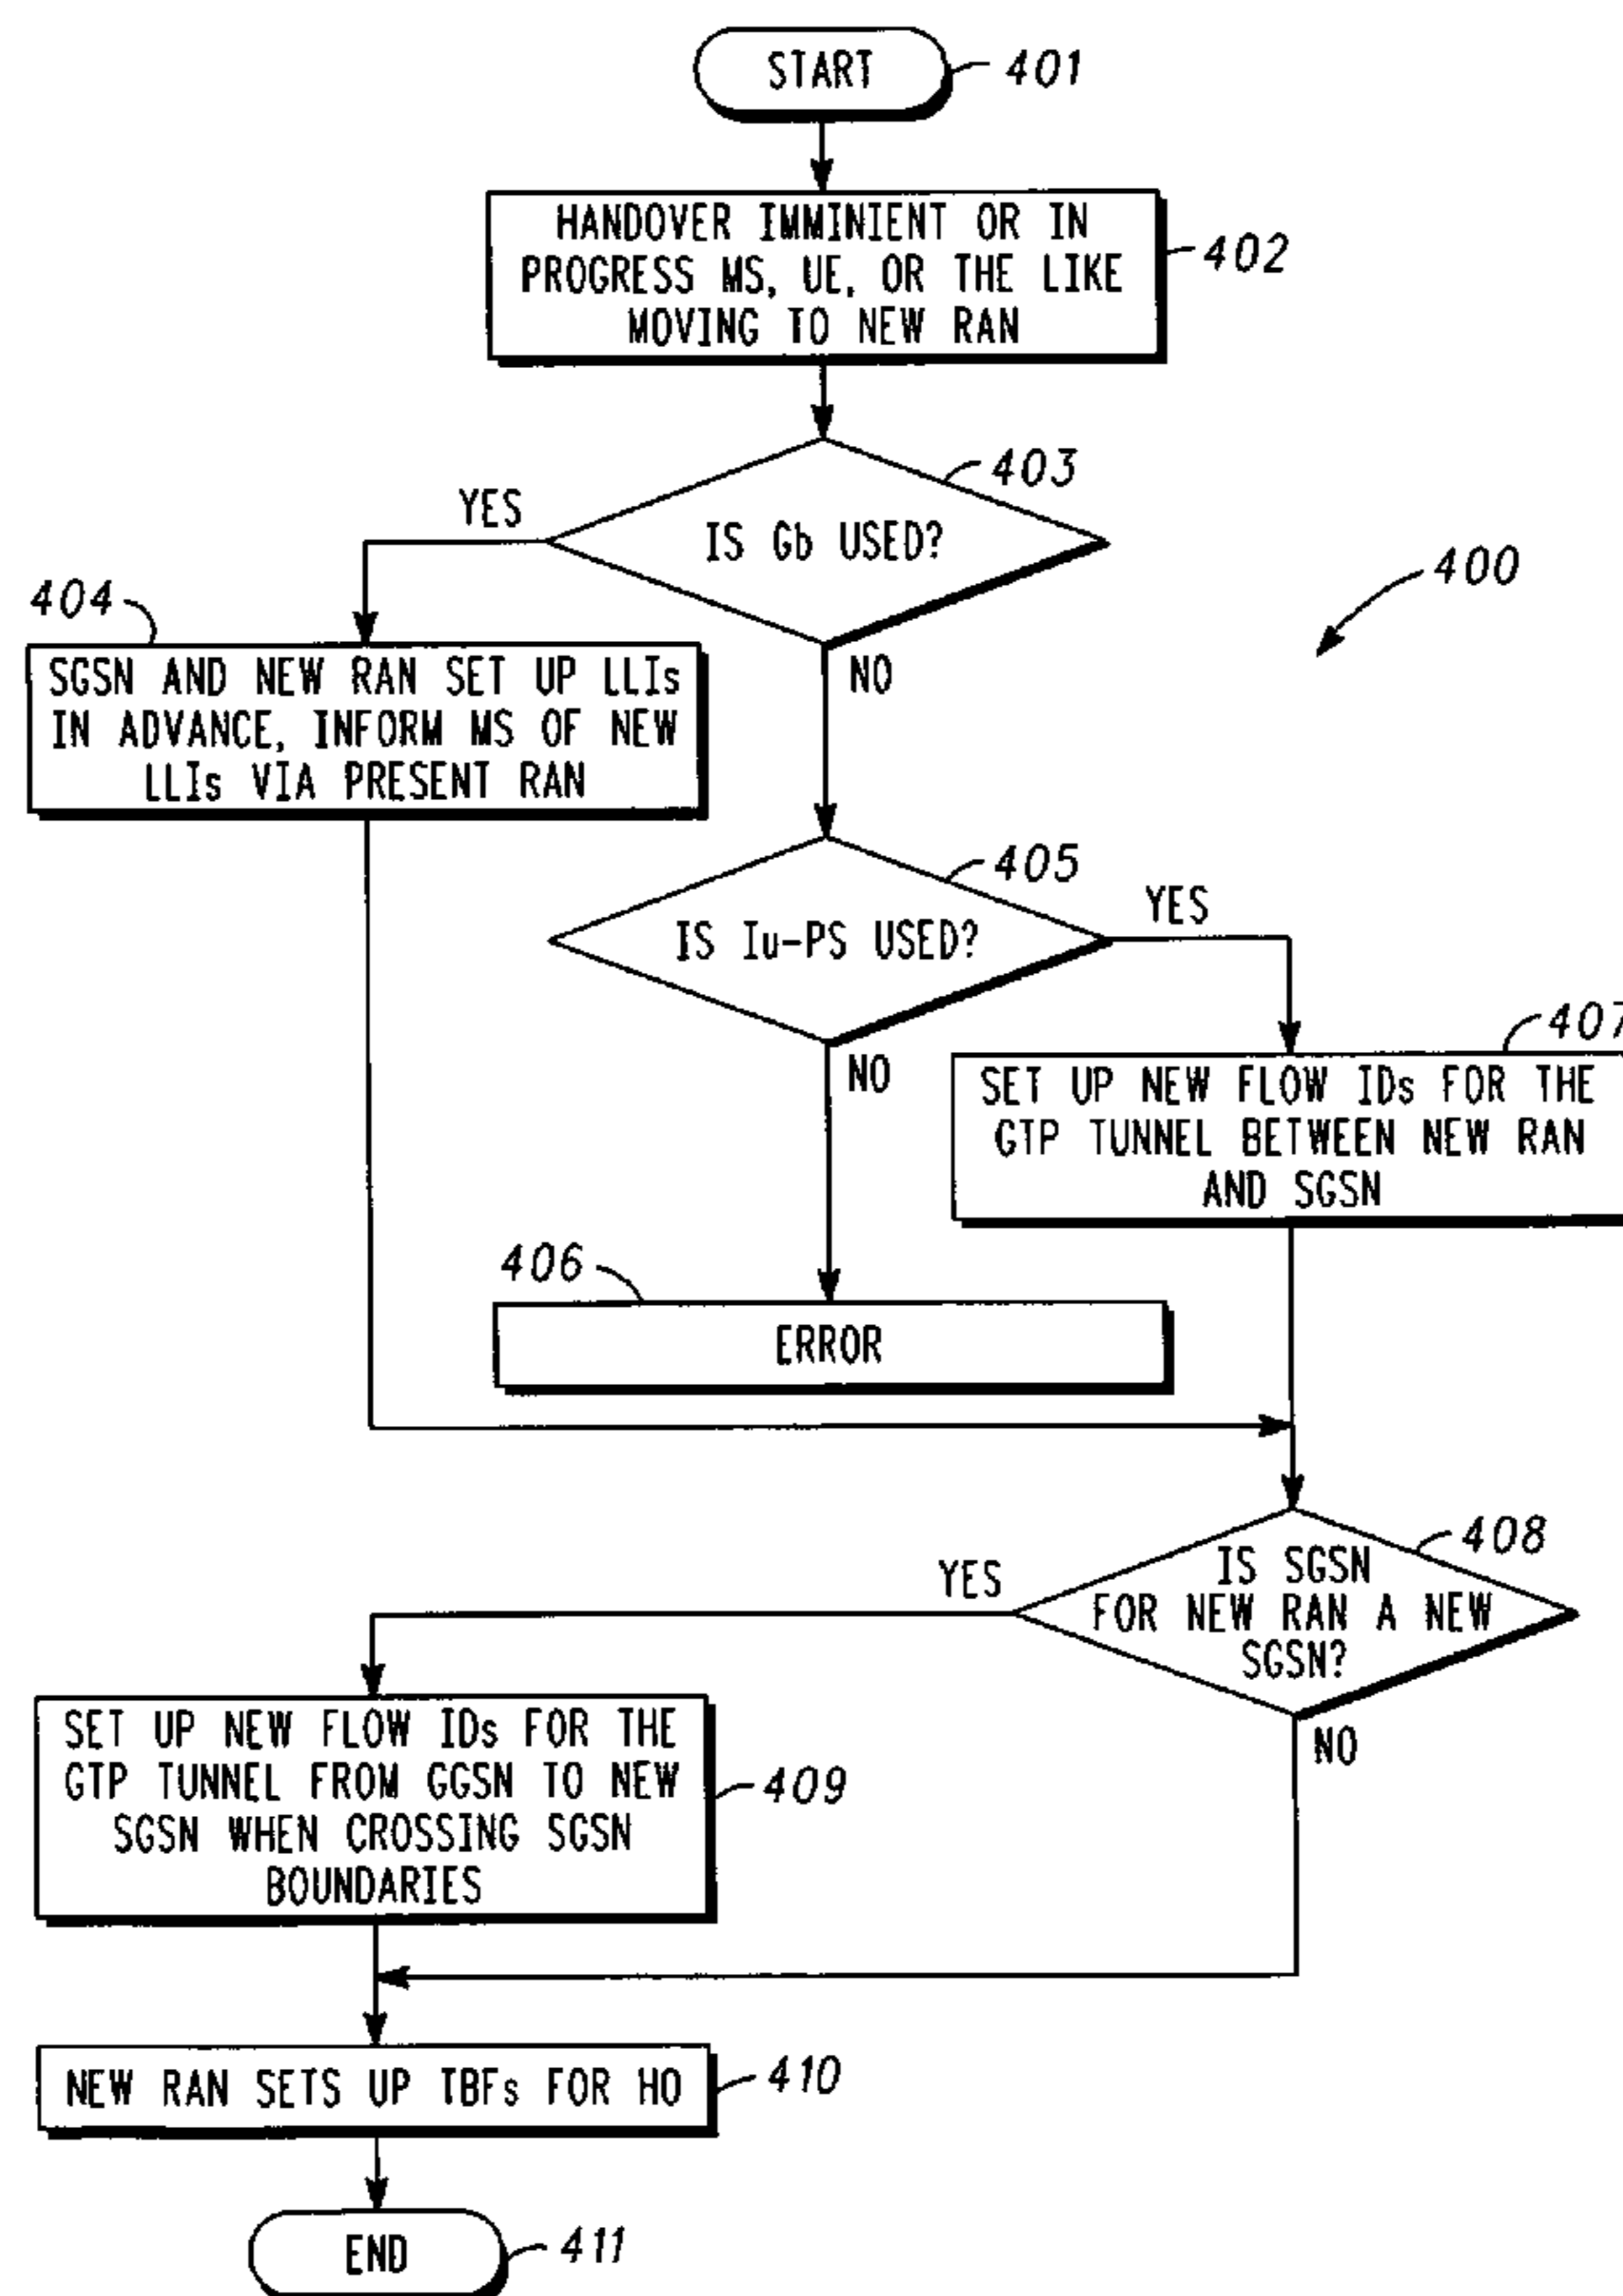 START
401
HANDOVER IMMINIENT OR IN
PROGRESS MS, UE, OR THE LIKE
MOVING TO NEW RAN
402
403
YES
IS Gb USED?
400
404
NO
SGSN AND NEW RAN SET UP LLIs
IN ADVANCE, INFORM MS OF NEW
LLIs VIA PRESENT RAN
405
YES
IS Iu-PS USED?
407
NO
SET UP NEW FLOW IDs FOR THE
GTP TUNNEL BETWEEN NEW RAN
AND SGSN
406
ERROR
408
YES
IS SGSN
FOR NEW RAN A NEW
SGSN?
NO
SET UP NEW FLOW IDs FOR THE
GTP TUNNEL FROM GGSN TO NEW
SGSN WHEN CROSSING SGSN
BOUNDARIES
409
NEW RAN SETS UP TBFs FOR HO
410
END
411